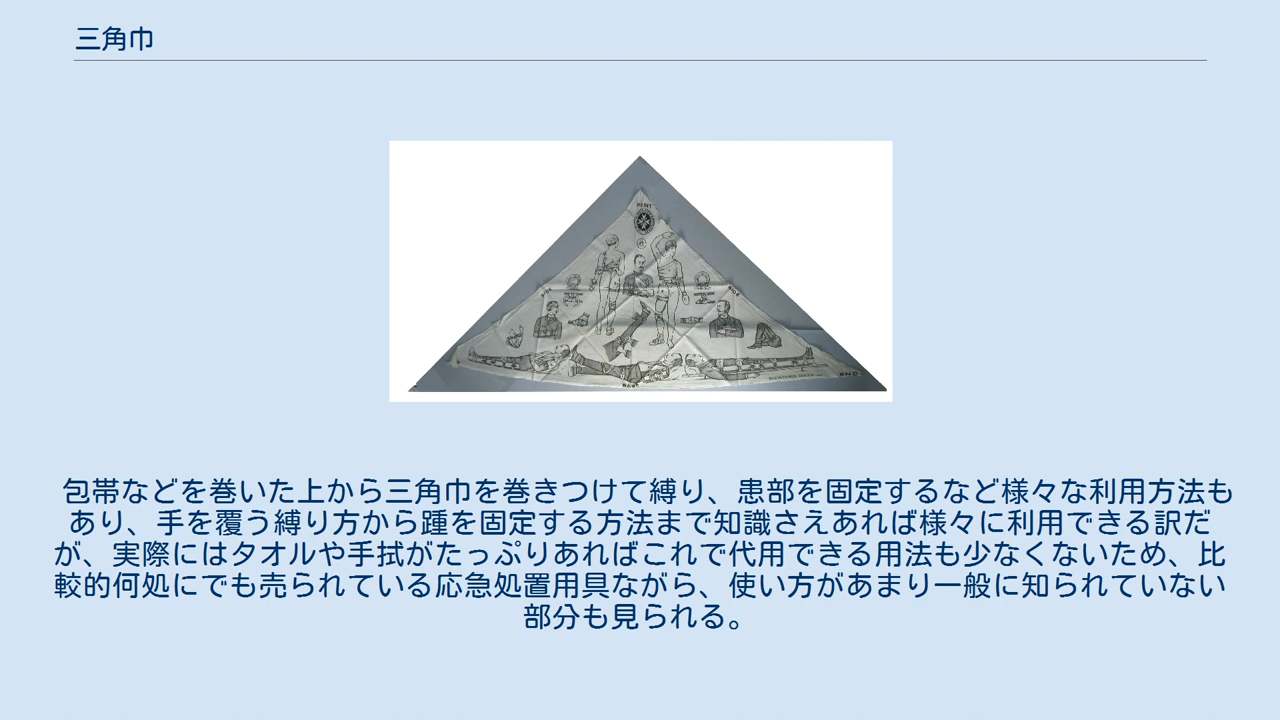 三角巾
POINT
包帯などを巻いた上から三角巾を巻きつけて縛り、患部を固定するなど様々な利用方法も
あり、手を覆う縛り方から踵を固定する方法まで知識さえあれば様々に利用できる訳だ
が、実際にはタオルや手拭がたっぷりあればこれで代用できる用法も少なくないため、比
較的何処にでも売られている応急処置用具ながら、使い方があまり一般に知られていない
部分も見られる。